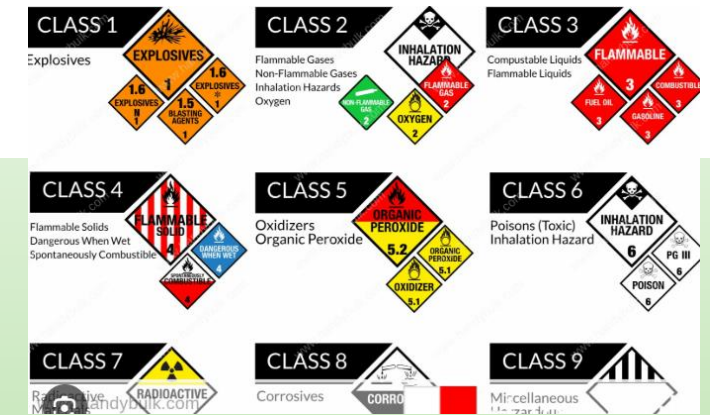 CLASS 1
Explosives
EXPLOSIVES
1
1.6
EXPLOSIVES
N
1
1.5
BLASTING
AGENTS
1
1.6
EXPLOSIVES
*
1
CLASS 2
Flammable Gases
Non-Flammable Gases
Inhalation Hazards
Oxygen
INHALATION
HAZARD
NON-FLAMMABLE
GAS
2
OXYGEN
2
FLAMMABLE
GAS
2
CLASS 3
Compustable Liquids
Flammable Liquids
FLAMMABLE
3
FUEL OIL
3
GASOLINE
3
COMBUSTIBLE
3
CLASS 4
Flammable Solids
Dangerous When Wet
Spontaneously Combustible
FLAMMABLE
SOLID
4
DANGEROUS
WHEN WET
4
SPONTANEOUSLY
COMBUSTIBLE
4
CLASS 5
Oxidizers
Organic Peroxide
ORGANIC
PEROXIDE
5.2
ORGANIC
PEROXIDE
5.1
OXIDIZER
5.1
CLASS 6
Poisons (Toxic)
Inhalation Hazard
INHALATION
HAZARD
6
PG III
6
POISON
6
CLASS 7
Radioactive
RADIOACTIVE
handybulk.com
CLASS 8
Corrosives
CORRO
CLASS 9
Mircellaneous